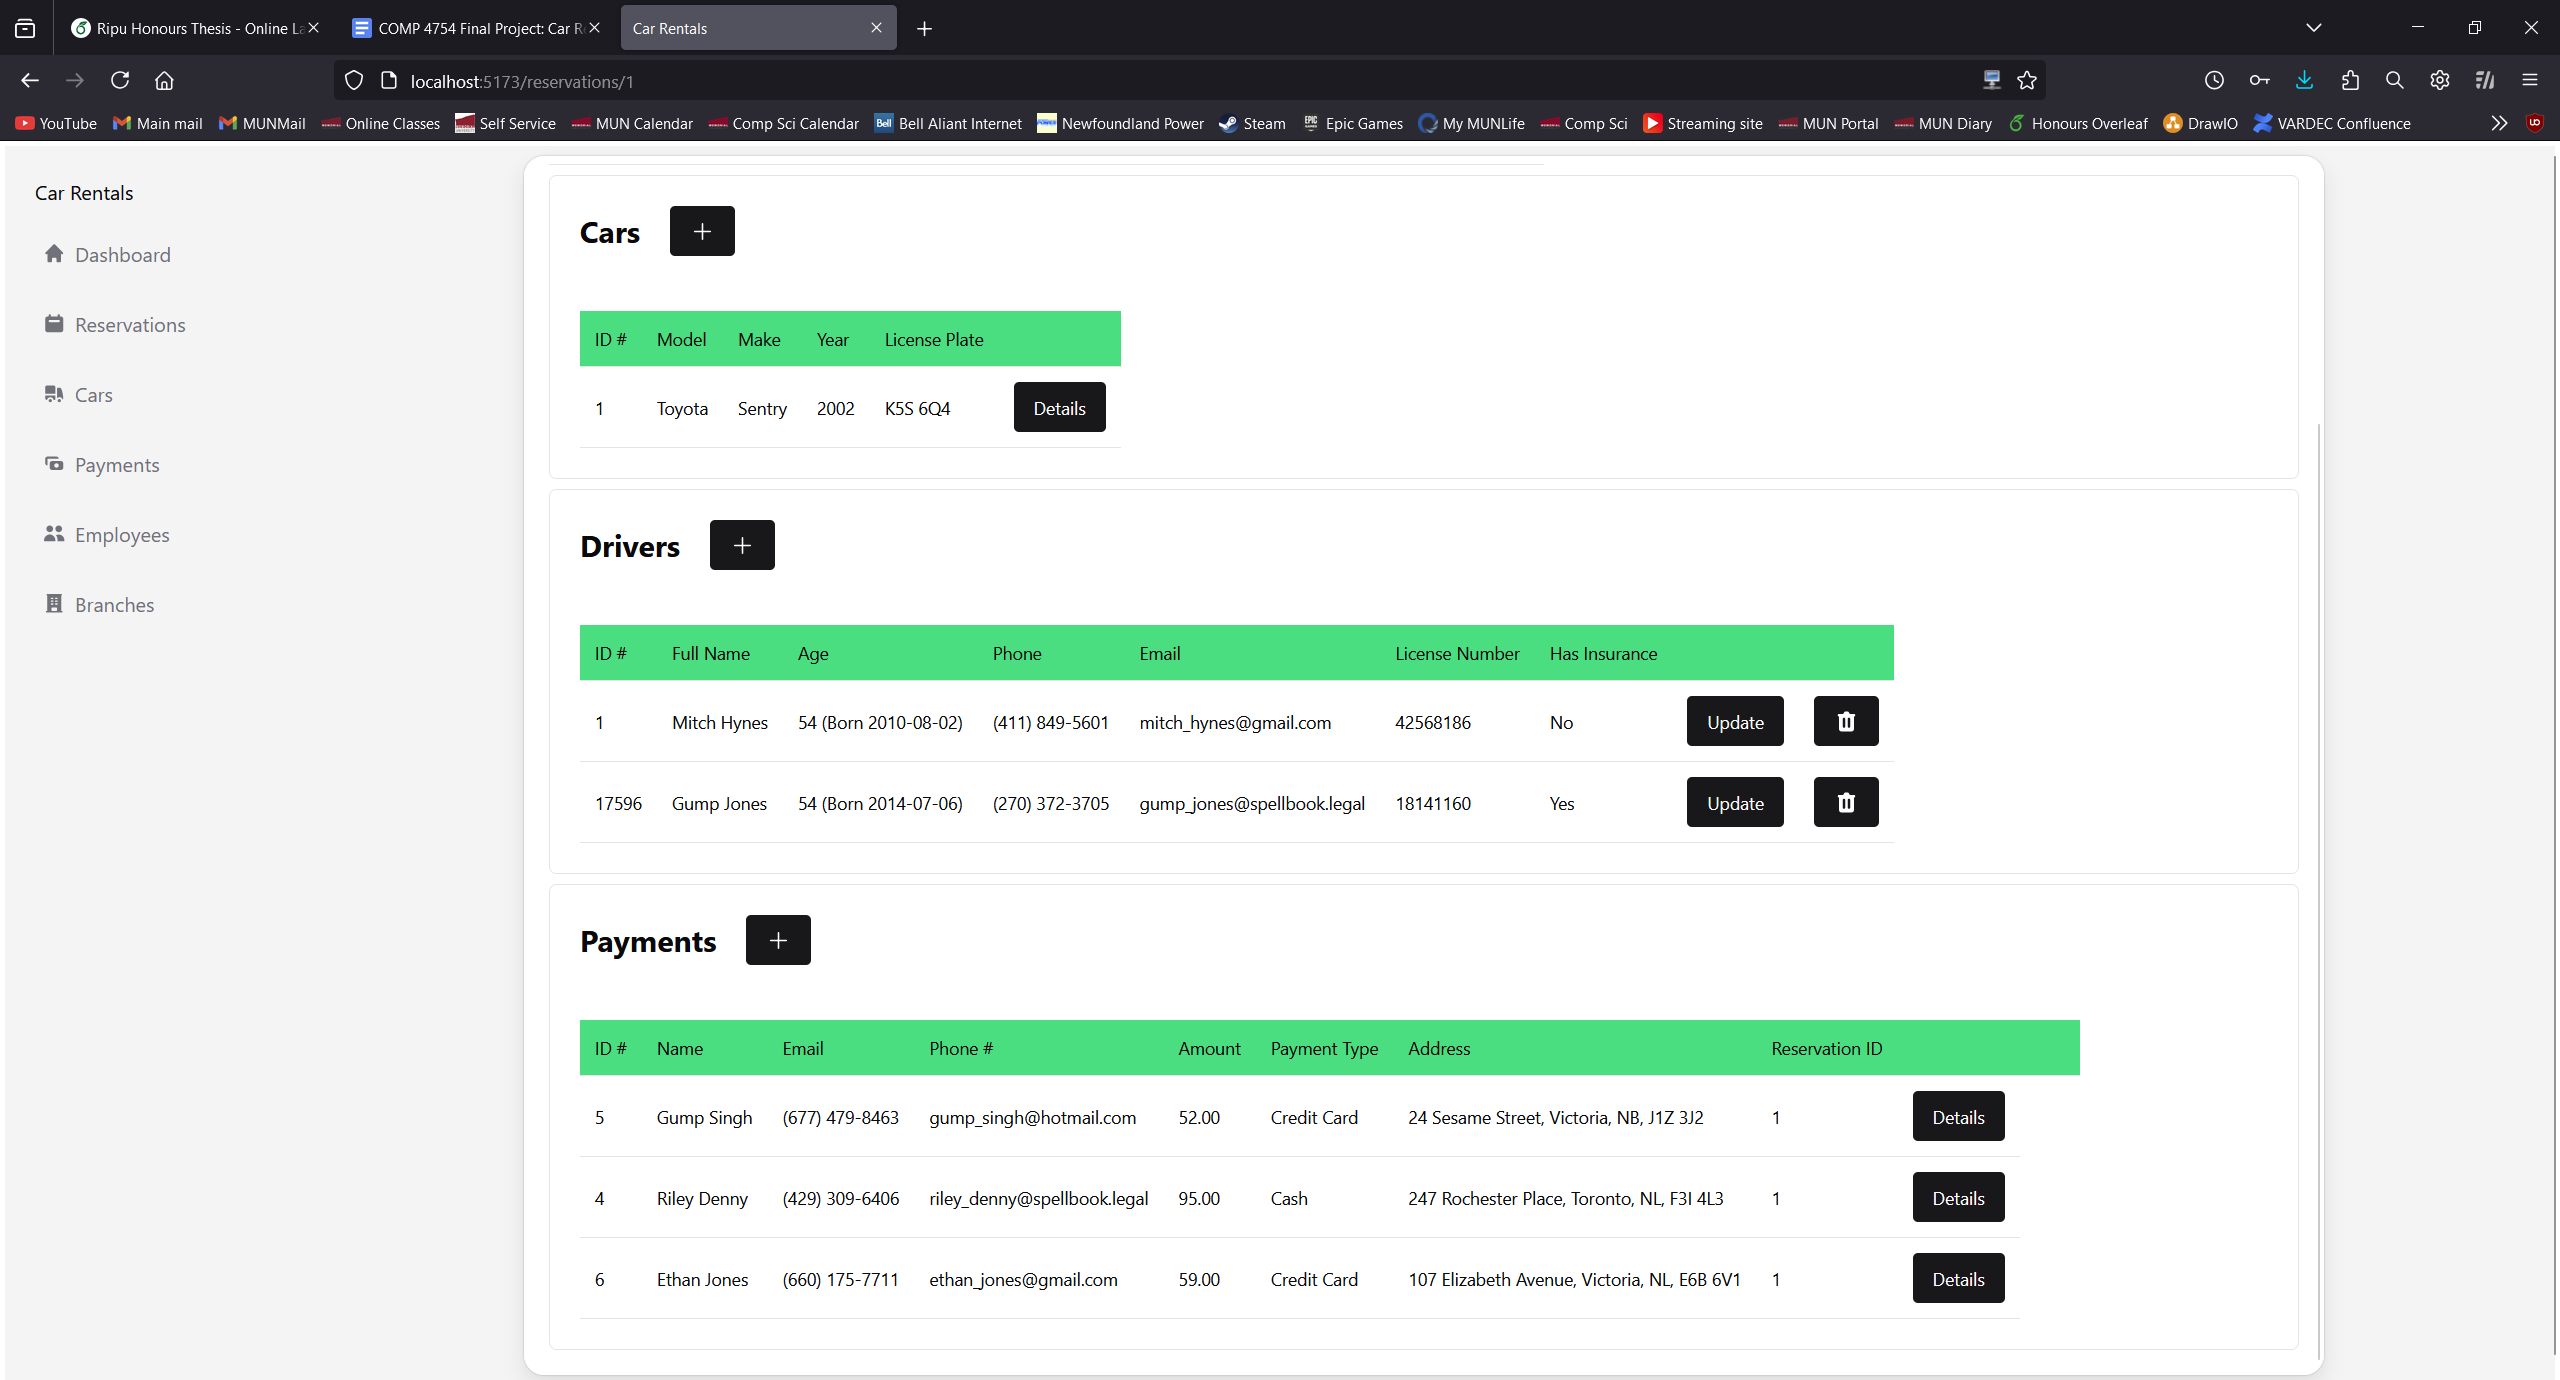 Ripu Honours Thesis - Online La
COMP 4754 Final Project: Car Re
Car Rentals
localhost:5173/reservations/1
YouTube Main mail MUNMail Online Classes Self Service MUN Calendar Comp Sci Calendar Bell Bell Aliant Internet Newfoundland Power Steam EPIC GAMES Epic Games My MUNLife Comp Sci Streaming site MUN Portal MUN Diary Honours Overleaf DrawIO VARDEC Confluence
Car Rentals
Dashboard
Reservations
Cars
Payments
Employees
Branches
Cars +
ID # Model Make Year License Plate
1 Toyota Sentry 2002 K5S 6Q4 Details
Drivers +
ID # Full Name Age Phone Email License Number Has Insurance
1 Mitch Hynes 54 (Born 2010-08-02) (411) 849-5601 mitch_hynes@gmail.com 42568186 No Update
17596 Gump Jones 54 (Born 2014-07-06) (270) 372-3705 gump_jones@spellbook.legal 18141160 Yes Update
Payments +
ID # Name Email Phone # Amount Payment Type Address Reservation ID
5 Gump Singh (677) 479-8463 gump_singh@hotmail.com 52.00 Credit Card 24 Sesame Street, Victoria, NB, J1Z 3J2 1 Details
4 Riley Denny (429) 309-6406 riley_denny@spellbook.legal 95.00 Cash 247 Rochester Place, Toronto, NL, F3I 4L3 1 Details
6 Ethan Jones (660) 175-7711 ethan_jones@gmail.com 59.00 Credit Card 107 Elizabeth Avenue, Victoria, NL, E6B 6V1 1 Details